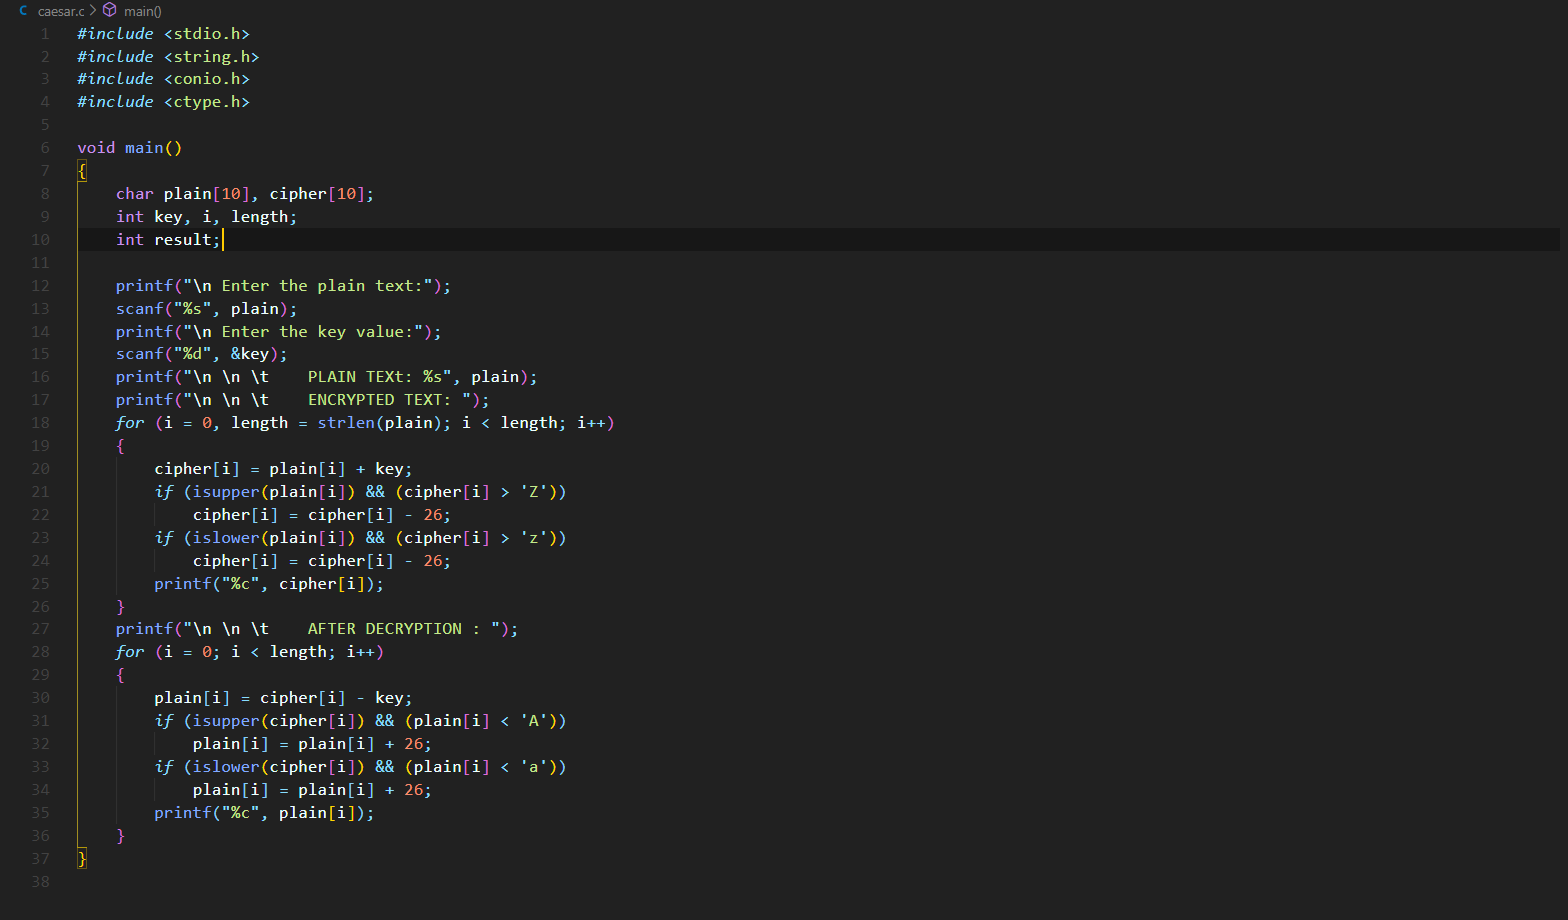 caesar.c > main()
1 #include <stdio.h>
2 #include <string.h>
3 #include <conio.h>
4 #include <ctype.h>
5
6 void main()
7 {
8     char plain[10], cipher[10];
9     int key, i, length;
10     int result;
11
12     printf("\n Enter the plain text:");
13     scanf("%s", plain);
14     printf("\n Enter the key value:");
15     scanf("%d", &key);
16     printf("\n \n \t    PLAIN TEXt: %s", plain);
17     printf("\n \n \t    ENCRYPTED TEXT: ");
18     for (i = 0, length = strlen(plain); i < length; i++)
19     {
20         cipher[i] = plain[i] + key;
21         if (isupper(plain[i]) && (cipher[i] > 'Z'))
22             cipher[i] = cipher[i] - 26;
23         if (islower(plain[i]) && (cipher[i] > 'z'))
24             cipher[i] = cipher[i] - 26;
25         printf("%c", cipher[i]);
26     }
27     printf("\n \n \t    AFTER DECRYPTION : ");
28     for (i = 0; i < length; i++)
29     {
30         plain[i] = cipher[i] - key;
31         if (isupper(cipher[i]) && (plain[i] < 'A'))
32             plain[i] = plain[i] + 26;
33         if (islower(cipher[i]) && (plain[i] < 'a'))
34             plain[i] = plain[i] + 26;
35         printf("%c", plain[i]);
36     }
37 }
38